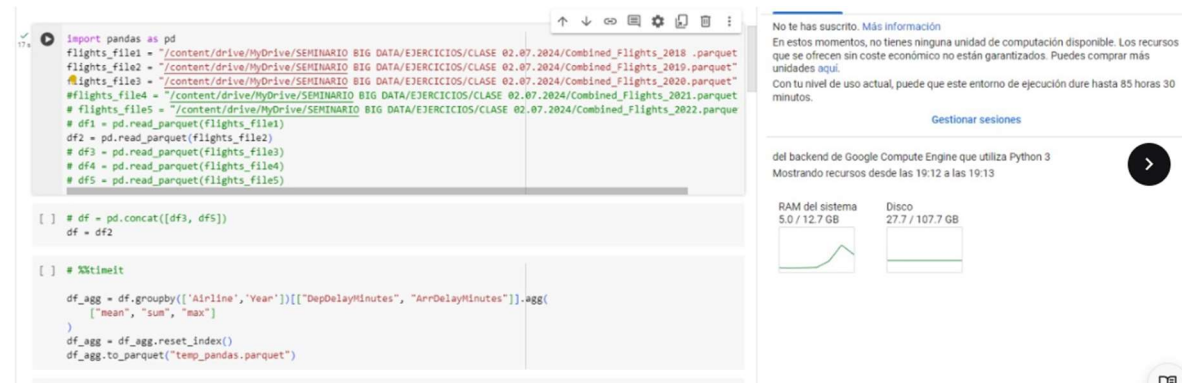 17 s
import pandas as pd
flights_file1 = "/content/drive/MyDrive/SEMINARIO BIG DATA/EJERCICIOS/CLASE 02.07.2024/Combined_Flights_2018 .parquet
flights_file2 = "/content/drive/MyDrive/SEMINARIO BIG DATA/EJERCICIOS/CLASE 02.07.2024/Combined_Flights_2019.parquet"
ights_file3 = "/content/drive/MyDrive/SEMINARIO BIG DATA/EJERCICIOS/CLASE 02.07.2024/Combined_Flights_2020.parquet"
#flights_file4 = "/content/drive/MyDrive/SEMINARIO BIG DATA/EJERCICIOS/CLASE 02.07.2024/Combined_Flights_2021.parquet
# flights_file5 = "/content/drive/MyDrive/SEMINARIO BIG DATA/EJERCICIOS/CLASE 02.07.2024/Combined_Flights_2022.parque
# df1 = pd.read_parquet(flights_file1)
df2 = pd.read_parquet(flights_file2)
# df3 = pd.read_parquet(flights_file3)
# df4 = pd.read_parquet(flights_file4)
# df5 = pd.read_parquet(flights_file5)
[ ] # df = pd.concat([df3, df5])
df = df2
[ ] # %%timeit
df_agg = df.groupby(['Airline','Year'])[["DepDelayMinutes", "ArrDelayMinutes"]].agg(
["mean", "sum", "max"]
)
df_agg = df_agg.reset_index()
df_agg.to_parquet("temp_pandas.parquet")
No te has suscrito. Más información
En estos momentos, no tienes ninguna unidad de computación disponible. Los recursos
que se ofrecen sin coste económico no están garantizados. Puedes comprar más
unidades aquí.
Con tu nivel de uso actual, puede que este entorno de ejecución dure hasta 85 horas 30
minutos.
Gestionar sesiones
del backend de Google Compute Engine que utiliza Python 3
Mostrando recursos desde las 19:12 a las 19:13
RAM del sistema
5.0 / 12.7 GB
Disco
27.7 / 107.7 GB